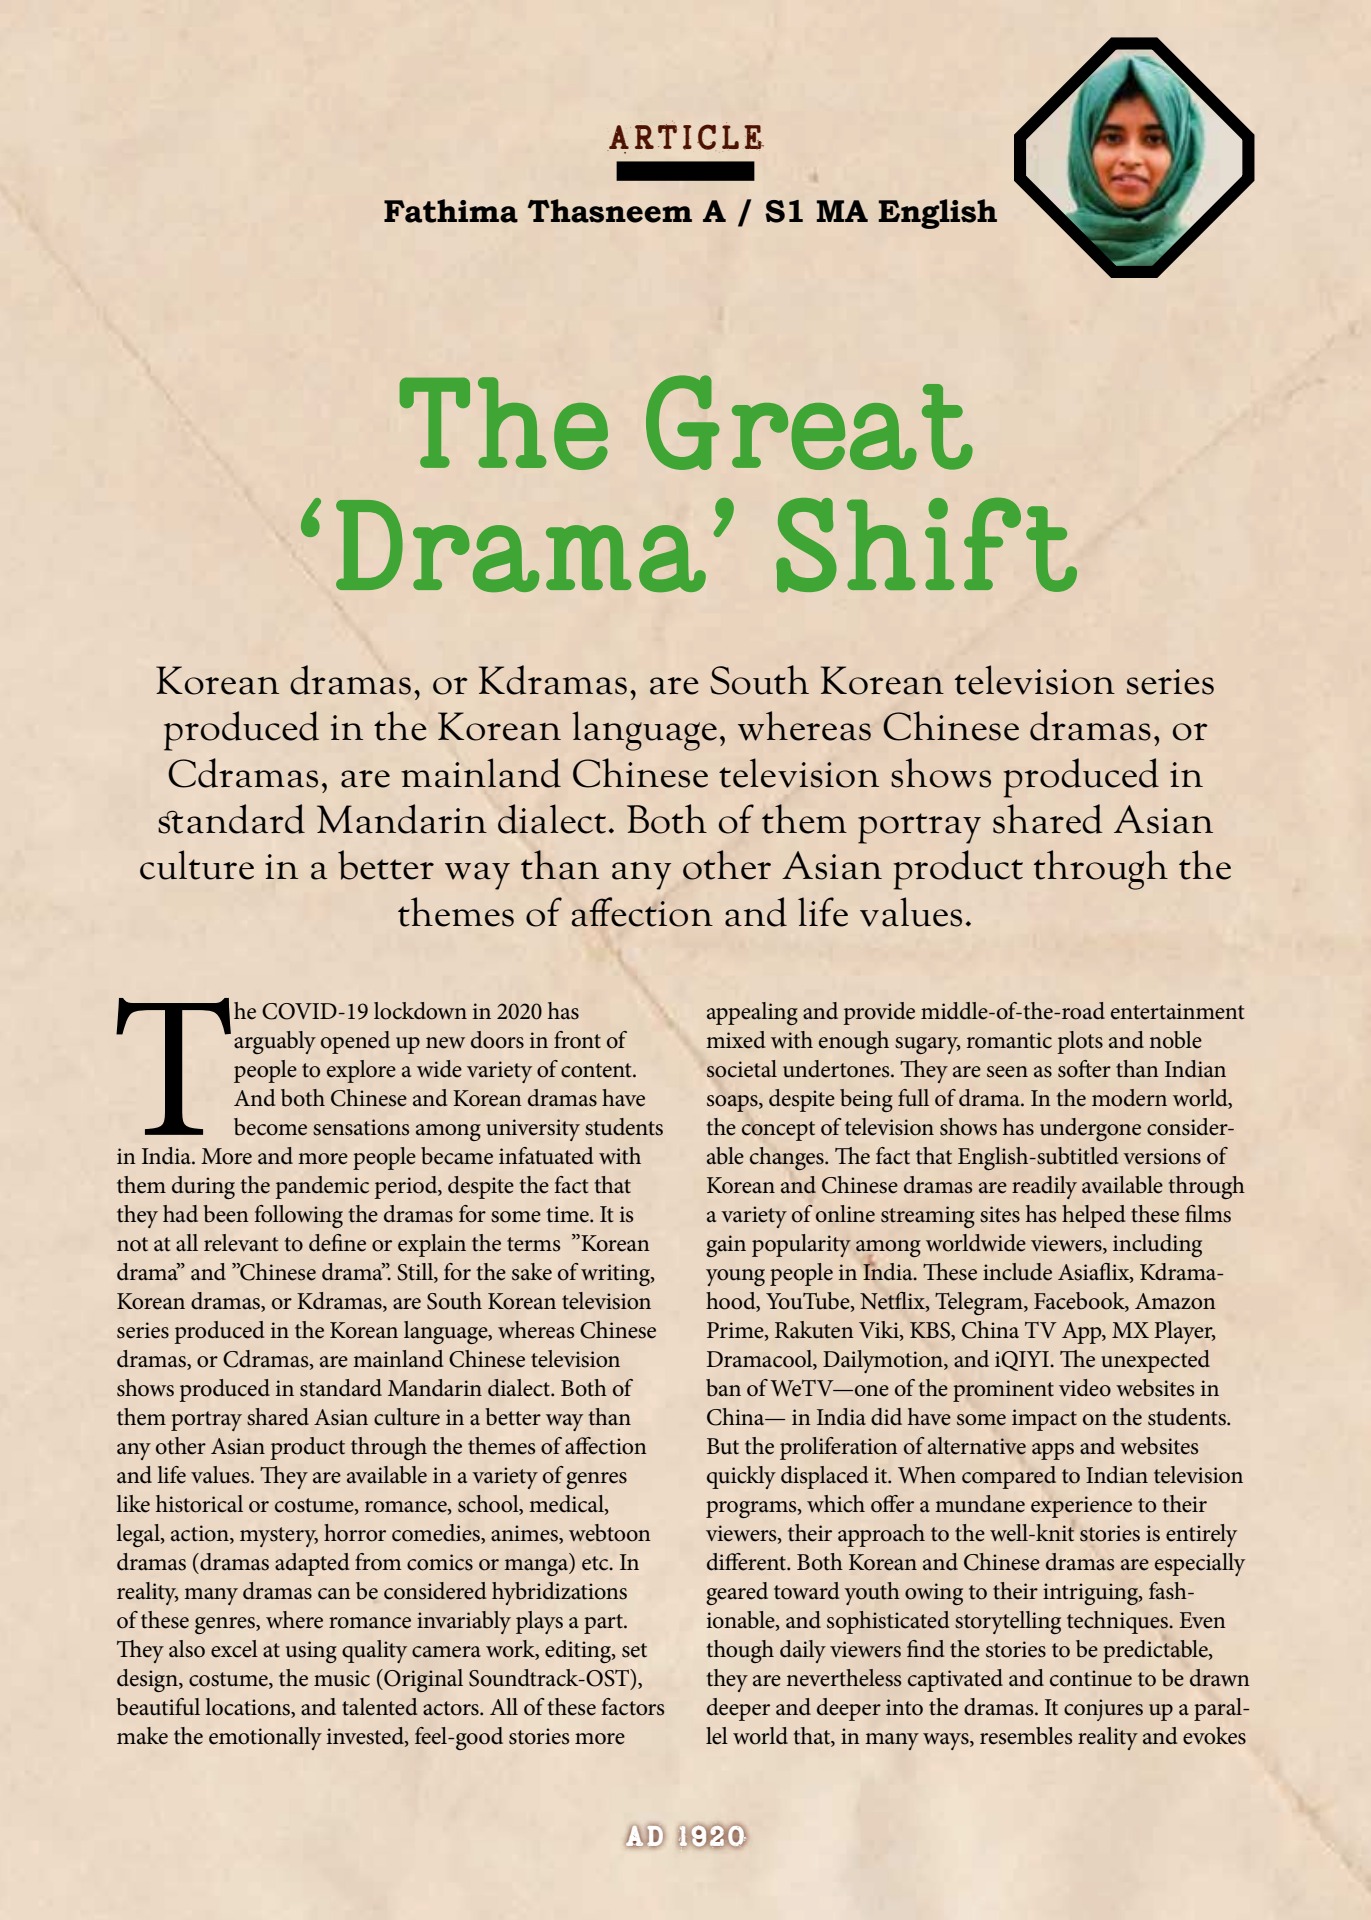 ARTICLE
Fathima Thasneem A / S1 MA English
The Great
‘Drama’ Shift
Korean dramas, or Kdramas, are South Korean television series
produced in the Korean language, whereas Chinese dramas, or
Cdramas, are mainland Chinese television shows produced in
standard Mandarin dialect. Both of them portray shared Asian
culture in a better way than any other Asian product through the
themes of affection and life values.
The COVID-19 lockdown in 2020 has
arguably opened up new doors in front of
people to explore a wide variety of content.
And both Chinese and Korean dramas have
become sensations among university students
in India. More and more people became infatuated with
them during the pandemic period, despite the fact that
they had been following the dramas for some time. It is
not at all relevant to define or explain the terms ”Korean
drama” and ”Chinese drama”. Still, for the sake of writing,
Korean dramas, or Kdramas, are South Korean television
series produced in the Korean language, whereas Chinese
dramas, or Cdramas, are mainland Chinese television
shows produced in standard Mandarin dialect. Both of
them portray shared Asian culture in a better way than
any other Asian product through the themes of affection
and life values. They are available in a variety of genres
like historical or costume, romance, school, medical,
legal, action, mystery, horror comedies, animes, webtoon
dramas (dramas adapted from comics or manga) etc. In
reality, many dramas can be considered hybridizations
of these genres, where romance invariably plays a part.
They also excel at using quality camera work, editing, set
design, costume, the music (Original Soundtrack-OST),
beautiful locations, and talented actors. All of these factors
make the emotionally invested, feel-good stories more
appealing and provide middle-of-the-road entertainment
mixed with enough sugary, romantic plots and noble
societal undertones. They are seen as softer than Indian
soaps, despite being full of drama. In the modern world,
the concept of television shows has undergone consider-
able changes. The fact that English-subtitled versions of
Korean and Chinese dramas are readily available through
a variety of online streaming sites has helped these films
gain popularity among worldwide viewers, including
young people in India. These include Asiaflix, Kdrama-
hood, YouTube, Netflix, Telegram, Facebook, Amazon
Prime, Rakuten Viki, KBS, China TV App, MX Player,
Dramacool, Dailymotion, and iQIYI. The unexpected
ban of WeTV—one of the prominent video websites in
China— in India did have some impact on the students.
But the proliferation of alternative apps and websites
quickly displaced it. When compared to Indian television
programs, which offer a mundane experience to their
viewers, their approach to the well-knit stories is entirely
different. Both Korean and Chinese dramas are especially
geared toward youth owing to their intriguing, fash-
ionable, and sophisticated storytelling techniques. Even
though daily viewers find the stories to be predictable,
they are nevertheless captivated and continue to be drawn
deeper and deeper into the dramas. It conjures up a paral-
lel world that, in many ways, resembles reality and evokes
AD 1920